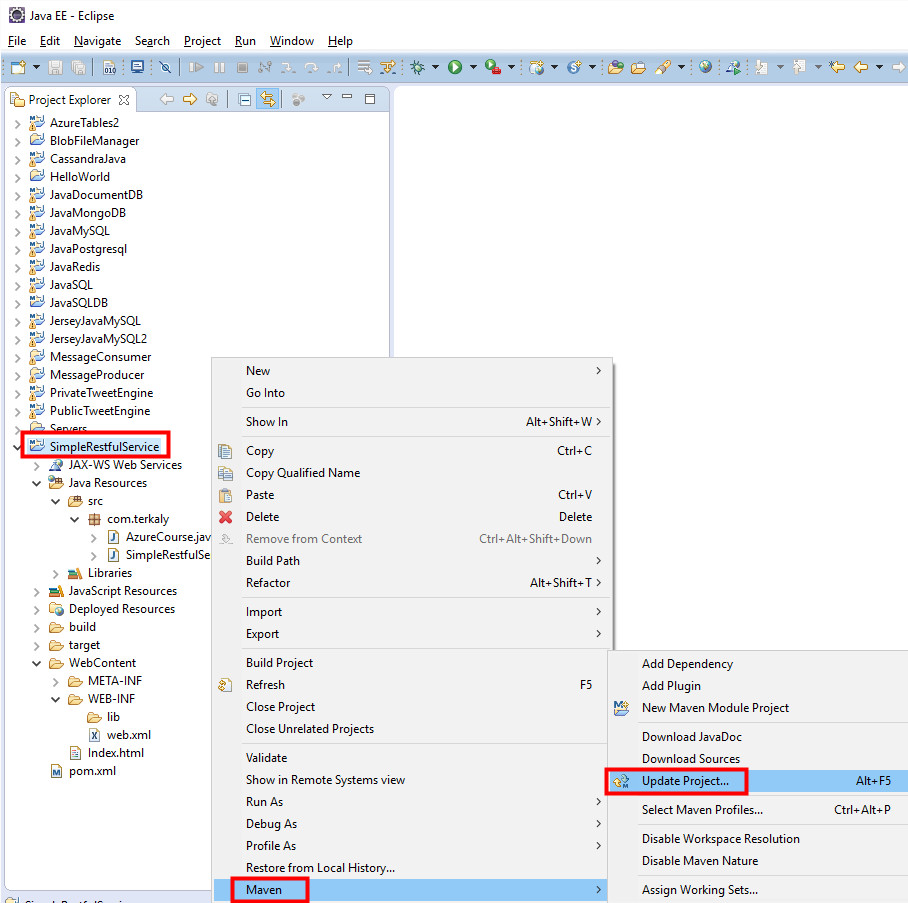 Java EE - Eclipse
File Edit Navigate Search Project Run Window Help
010
Project Explorer
AzureTables2
BlobFileManager
CassandraJava
HelloWorld
JavaDocumentDB
JavaMongoDB
JavaMySQL
JavaPostgresql
JavaRedis
JavaSQL
JavaSQLDB
JerseyJavaMySQL
JerseyJavaMySQL2
MessageConsumer
MessageProducer
PrivateTweetEngine
PublicTweetEngine
Servers
SimpleRestfulService
JAX-WS Web Services
Java Resources
src
com.terkaly
AzureCourse.jav
SimpleRestfulSe
Libraries
JavaScript Resources
Deployed Resources
build
target
WebContent
META-INF
WEB-INF
lib
web.xml
Index.html
pom.xml
New
Go Into
Show In Alt+Shift+W
Copy Ctrl+C
Copy Qualified Name
Paste Ctrl+V
Delete Delete
Remove from Context Ctrl+Alt+Shift+Down
Build Path
Refactor Alt+Shift+T
Import
Export
Build Project
Refresh F5
Close Project
Close Unrelated Projects
Validate
Show in Remote Systems view
Run As
Debug As
Profile As
Restore from Local History...
Maven
Add Dependency
Add Plugin
New Maven Module Project
Download JavaDoc
Download Sources
Update Project... Alt+F5
Select Maven Profiles... Ctrl+Alt+P
Disable Workspace Resolution
Disable Maven Nature
Assign Working Sets...